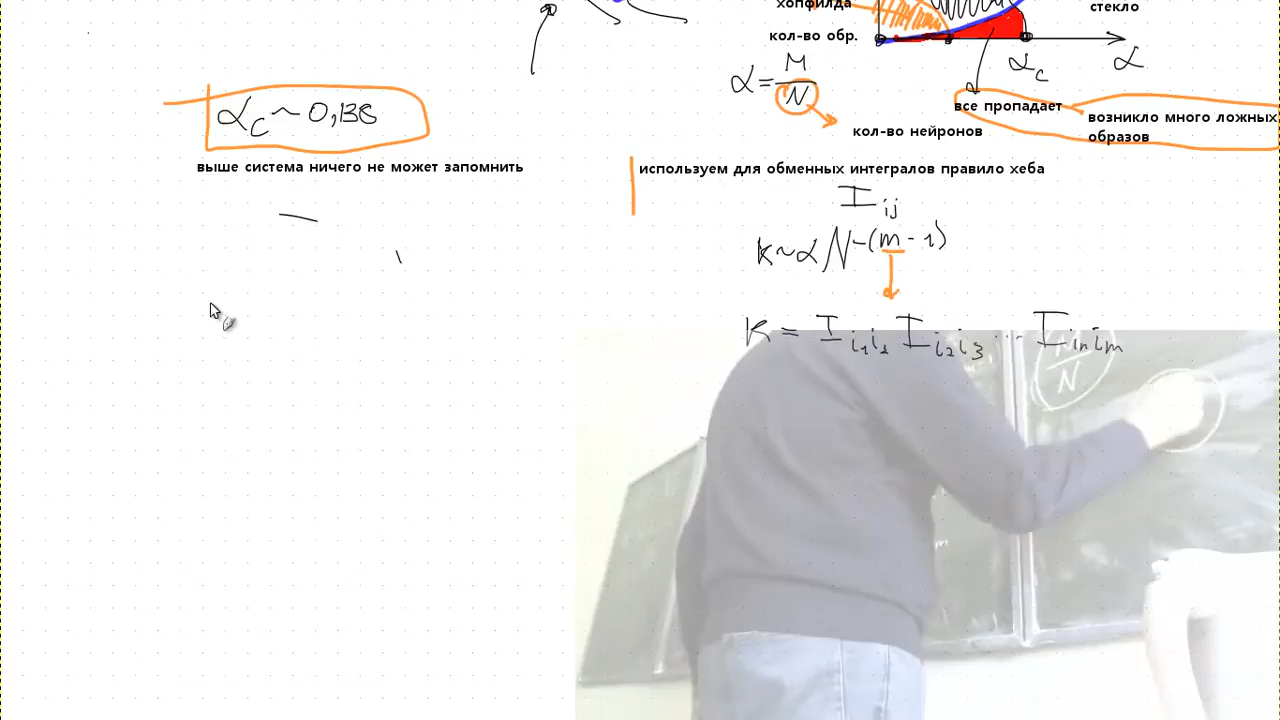 хопфилда
стекло
кол-во обр.
α = M/N
α_c
α
все пропадает
возникло много ложных
образов
кол-во нейронов
α_c ~ 0,138
выше система ничего не может запомнить
используем для обменных интегралов правило хеба
I_ij
K ~ α N^-(m-1)
K = I_i₁i₂ I_i₂i₃ ... I_inim
M/N